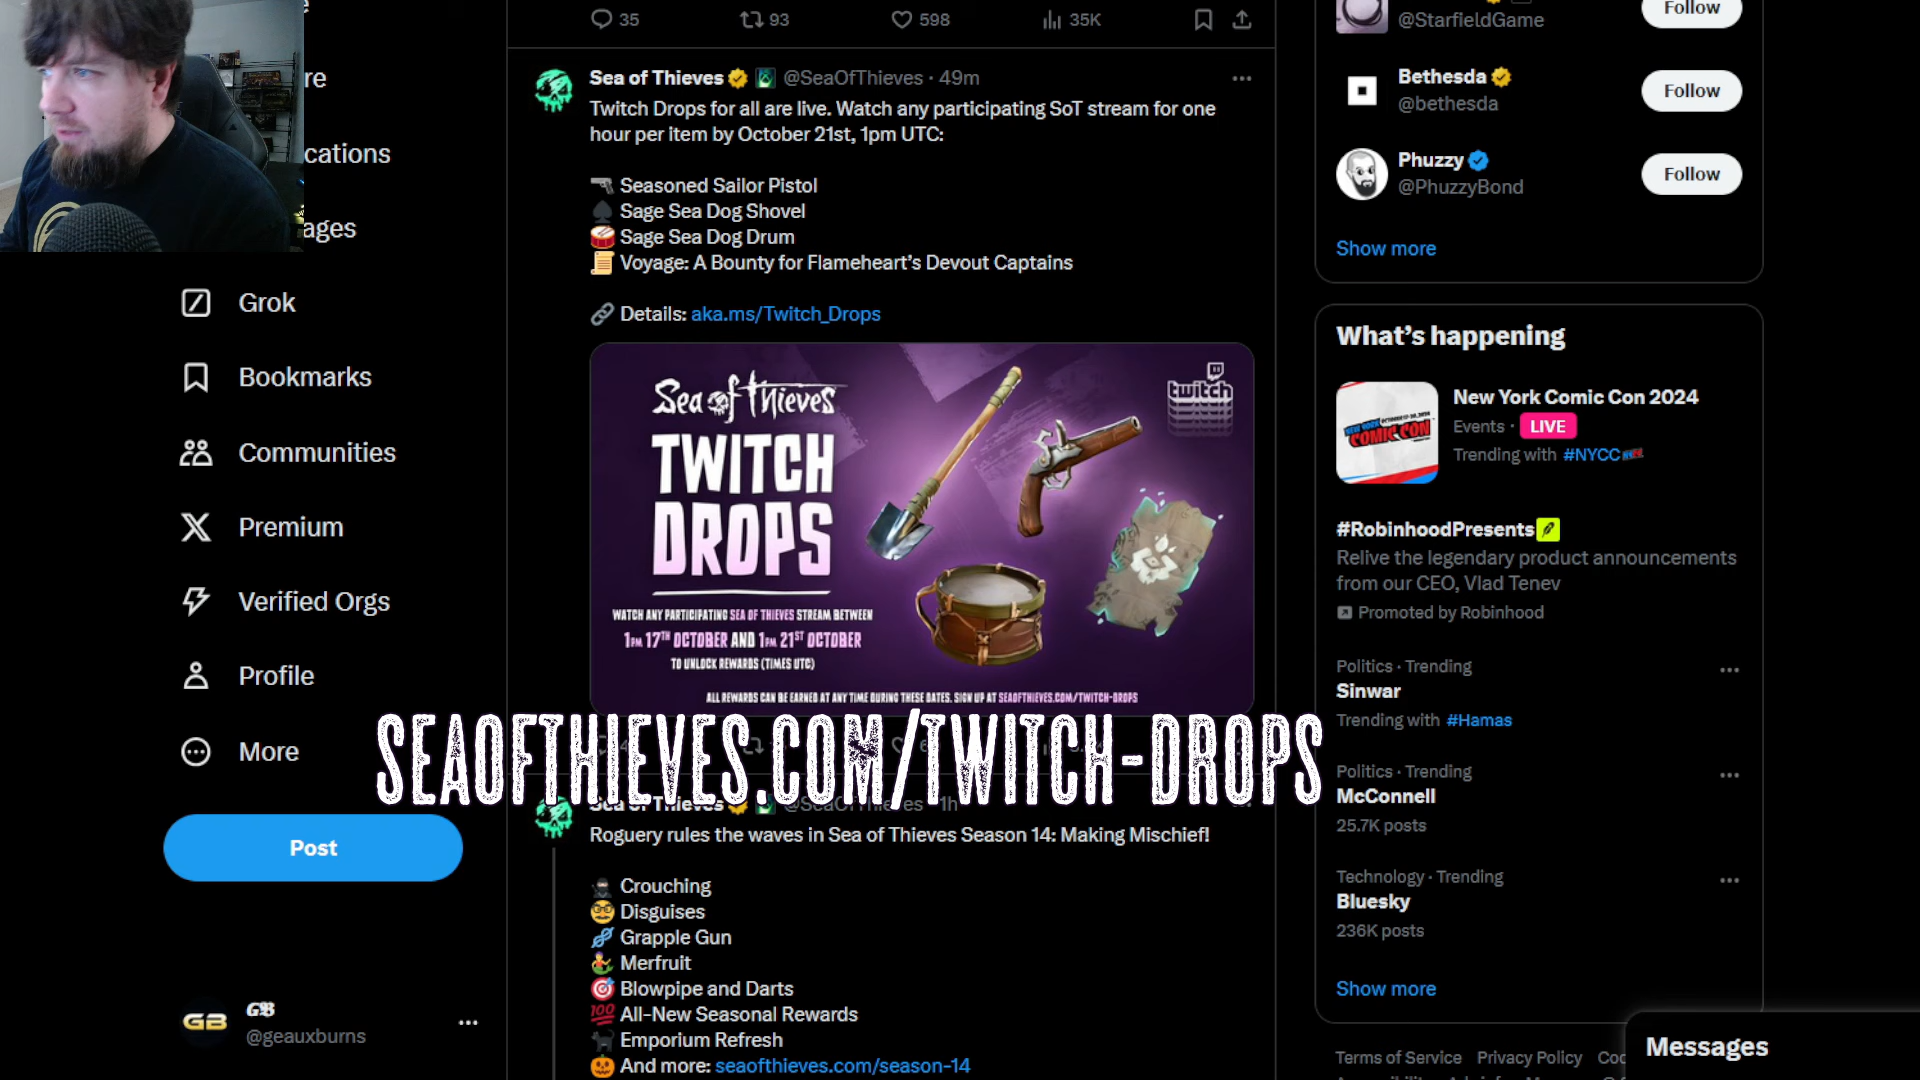 re
cations
ages
Grok
Bookmarks
Communities
Premium
Verified Orgs
Profile
More
Post
GB
GB
@geauxburns
35 93 598 35K
Sea of Thieves @SeaOfThieves · 49m
Twitch Drops for all are live. Watch any participating SoT stream for one
hour per item by October 21st, 1pm UTC:
Seasoned Sailor Pistol
Sage Sea Dog Shovel
Sage Sea Dog Drum
Voyage: A Bounty for Flameheart's Devout Captains
Details: aka.ms/Twitch_Drops
Sea of Thieves
TWITCH
DROPS
twitch
WATCH ANY PARTICIPATING SEA OF THIEVES STREAM BETWEEN
1PM 17TH OCTOBER AND 1PM 21ST OCTOBER
TO UNLOCK REWARDS (TIMES UTC)
ALL REWARDS CAN BE EARNED AT ANY TIME DURING THESE DATES. SIGN UP AT SEAOFTHIEVES.COM/TWITCH-DROPS
SEAOFTHIEVES.COM/TWITCH-DROPS
Sea of Thieves @SeaOfThieves · 1h
Roguery rules the waves in Sea of Thieves Season 14: Making Mischief!
Crouching
Disguises
Grapple Gun
Merfruit
Blowpipe and Darts
100 All-New Seasonal Rewards
Emporium Refresh
And more: seaofthieves.com/season-14
@StarfieldGame
Follow
Bethesda
@bethesda
Follow
Phuzzy
@PhuzzyBond
Follow
Show more
What's happening
NEW YORK
COMIC CON
New York Comic Con 2024
Events · LIVE
Trending with #NYCC
#RobinhoodPresents
Relive the legendary product announcements
from our CEO, Vlad Tenev
Promoted by Robinhood
Politics · Trending
Sinwar
Trending with #Hamas
Politics · Trending
McConnell
25.7K posts
Technology · Trending
Bluesky
236K posts
Show more
Terms of Service Privacy Policy
Messages